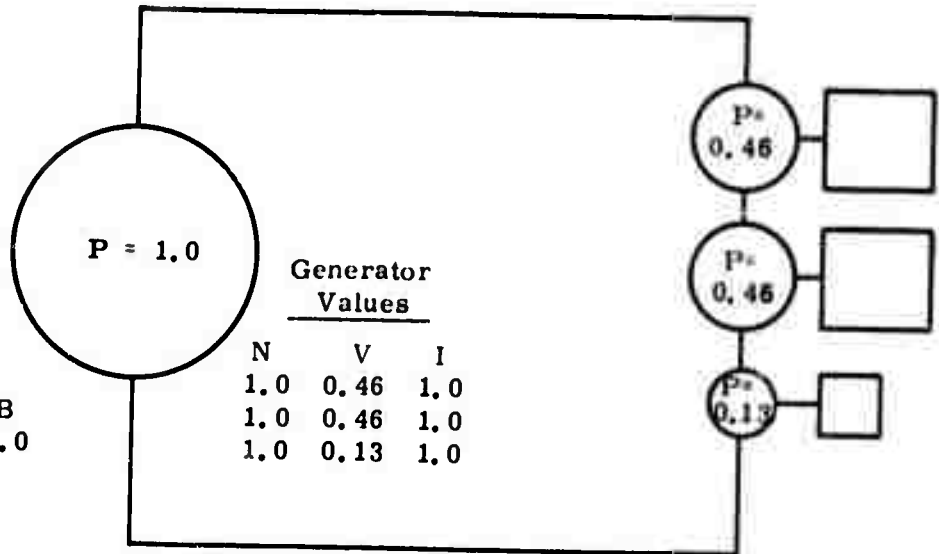 P = 1.0
Generator
Values
N V I
1.0 0.46 1.0
1.0 0.46 1.0
1.0 0.13 1.0
B
.0
P=
0.46
P=
0.46
P=
0.13